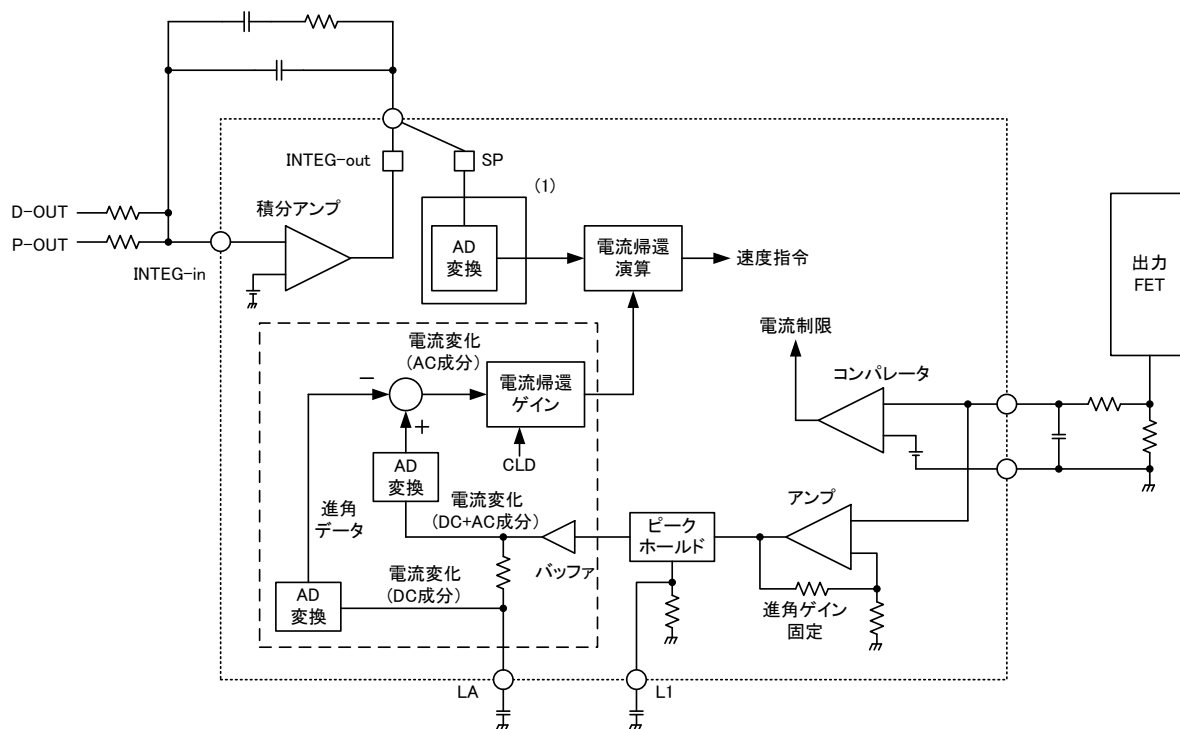 INTEG-out
SP
(1)
D-OUT
P-OUT
INTEG-in
積分アンプ
AD
変換
電流帰還
演算
速度指令
出力
FET
電流制限
コンパレータ
電流変化
(AC成分)
−
+
電流帰還
ゲイン
CLD
AD
変換
進角
データ
電流変化
(DC+AC成分)
バッファ
ピーク
ホールド
アンプ
進角ゲイン
固定
電流変化
(DC成分)
AD
変換
LA
L1